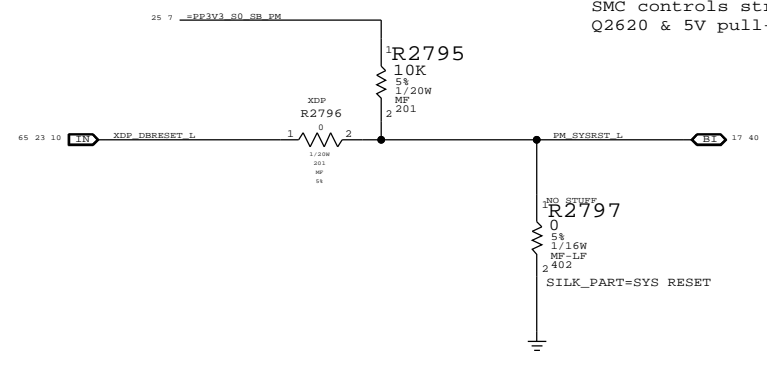 SMC controls str
Q2620 & 5V pull-
25 7 =PP3V3_S0_SB_PM
1
R2795
10K
5%
1/20W
MF
201
2
XDP
R2796
0
1 2
1/20W
201
MF
5%
65 23 10 IN XDP_DBRESET_L
PM_SYSRST_L BI 17 40
NO STUFF
1
R2797
0
5%
1/16W
MF-LF
402
2
SILK_PART=SYS RESET